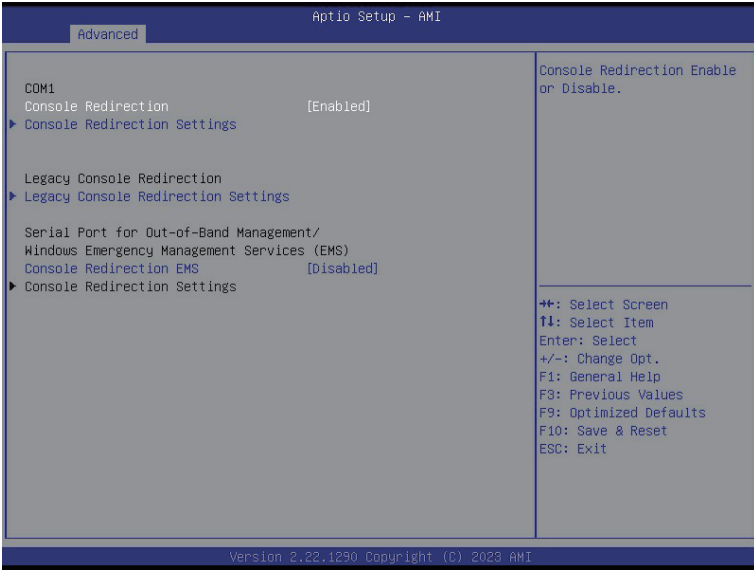 Aptio Setup – AMI
Advanced
COM1
Console Redirection [Enabled]
▶ Console Redirection Settings
Legacy Console Redirection
▶ Legacy Console Redirection Settings
Serial Port for Out-of-Band Management/
Windows Emergency Management Services (EMS)
Console Redirection EMS [Disabled]
▶ Console Redirection Settings
Console Redirection Enable
or Disable.
→←: Select Screen
↑↓: Select Item
Enter: Select
+/-: Change Opt.
F1: General Help
F3: Previous Values
F9: Optimized Defaults
F10: Save & Reset
ESC: Exit
Version 2.22.1290 Copyright (C) 2023 AMI